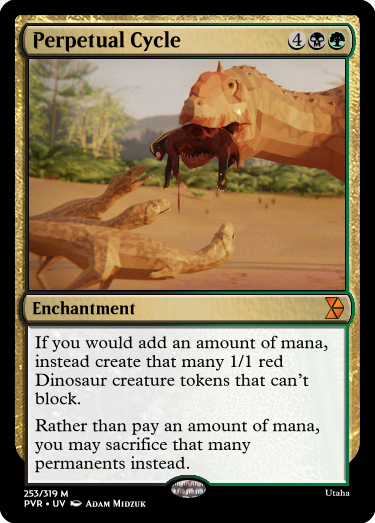 Perpetual Cycle 4
Enchantment
If you would add an amount of mana,
instead create that many 1/1 red
Dinosaur creature tokens that can't
block.
Rather than pay an amount of mana,
you may sacrifice that many
permanents instead.
253/319 M Utaha
PVR • UV Adam Midzuk